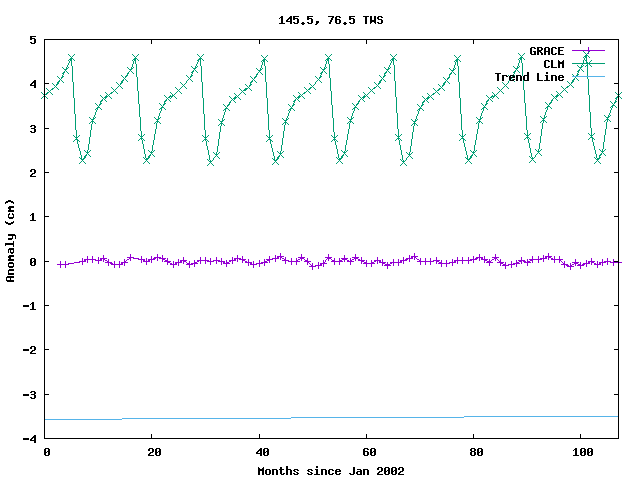 145.5, 76.5 TWS
GRACE
CLM
Trend Line
5
4
3
2
1
0
-1
-2
-3
-4
Anomaly (cm)
0 20 40 60 80 100
Months since Jan 2002